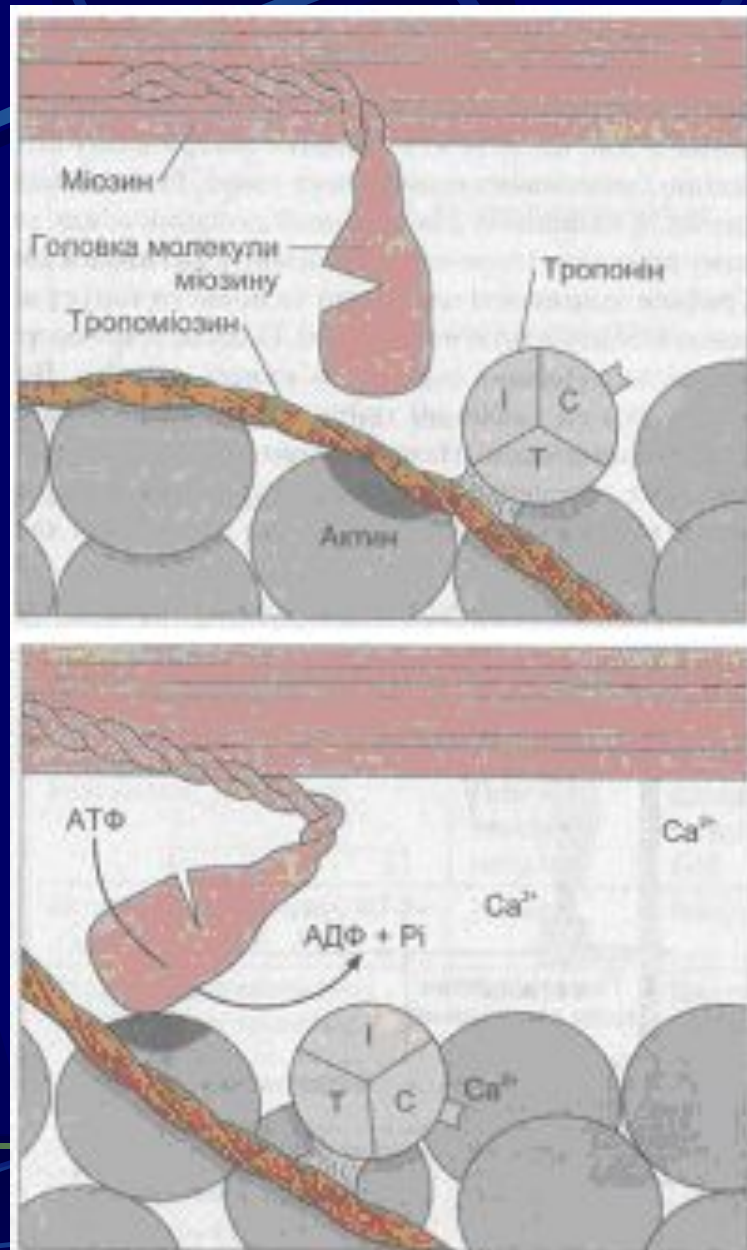 Міозин
Головка молекули
міозину
Тропоміозин
Тропонін
I
C
T
Актин
АТФ
Ca²⁺
Ca²⁺
АДФ + Pi
I
T
C
Ca²⁺